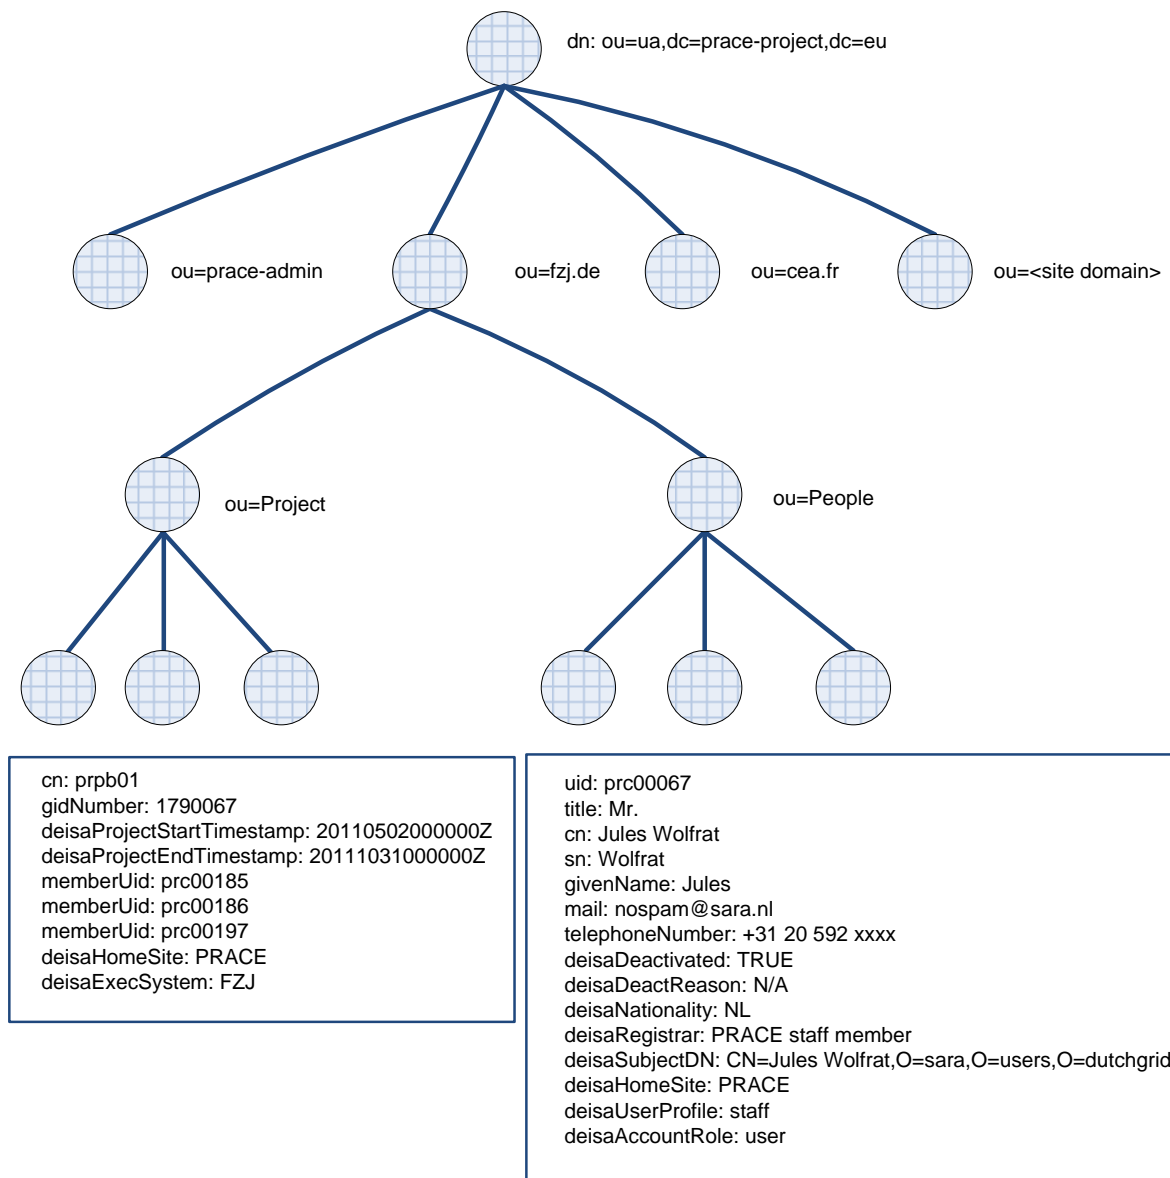 dn: ou=ua,dc=prace-project,dc=eu
ou=prace-admin
ou=fzj.de
ou=cea.fr
ou=<site domain>
ou=Project
ou=People
cn: prpb01
gidNumber: 1790067
deisaProjectStartTimestamp: 20110502000000Z
deisaProjectEndTimestamp: 20111031000000Z
memberUid: prc00185
memberUid: prc00186
memberUid: prc00197
deisaHomeSite: PRACE
deisaExecSystem: FZJ
uid: prc00067
title: Mr.
cn: Jules Wolfrat
sn: Wolfrat
givenName: Jules
mail: nospam@sara.nl
telephoneNumber: +31 20 592 xxxx
deisaDeactivated: TRUE
deisaDeactReason: N/A
deisaNationality: NL
deisaRegistrar: PRACE staff member
deisaSubjectDN: CN=Jules Wolfrat,O=sara,O=users,O=dutchgrid
deisaHomeSite: PRACE
deisaUserProfile: staff
deisaAccountRole: user